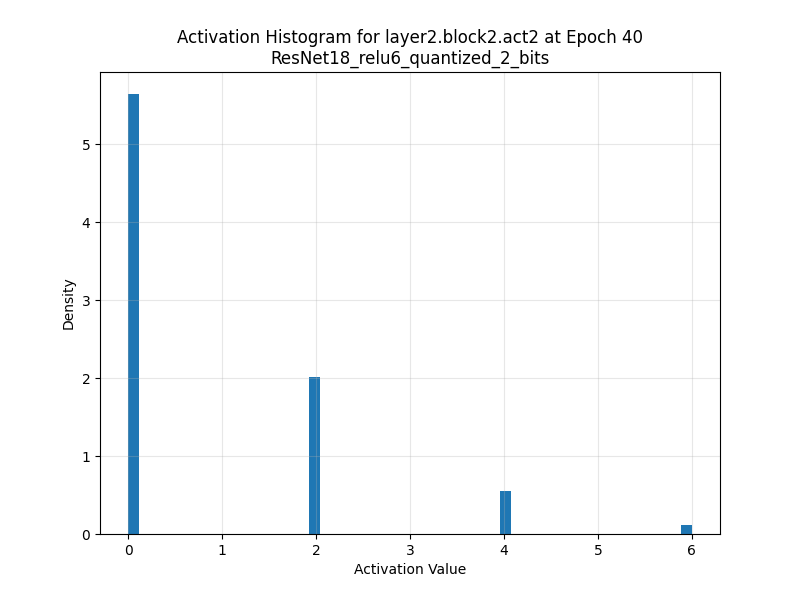 Activation Histogram for layer2.block2.act2 at Epoch 40
ResNet18_relu6_quantized_2_bits
5
4
3
2
1
0
Density
0 1 2 3 4 5 6
Activation Value